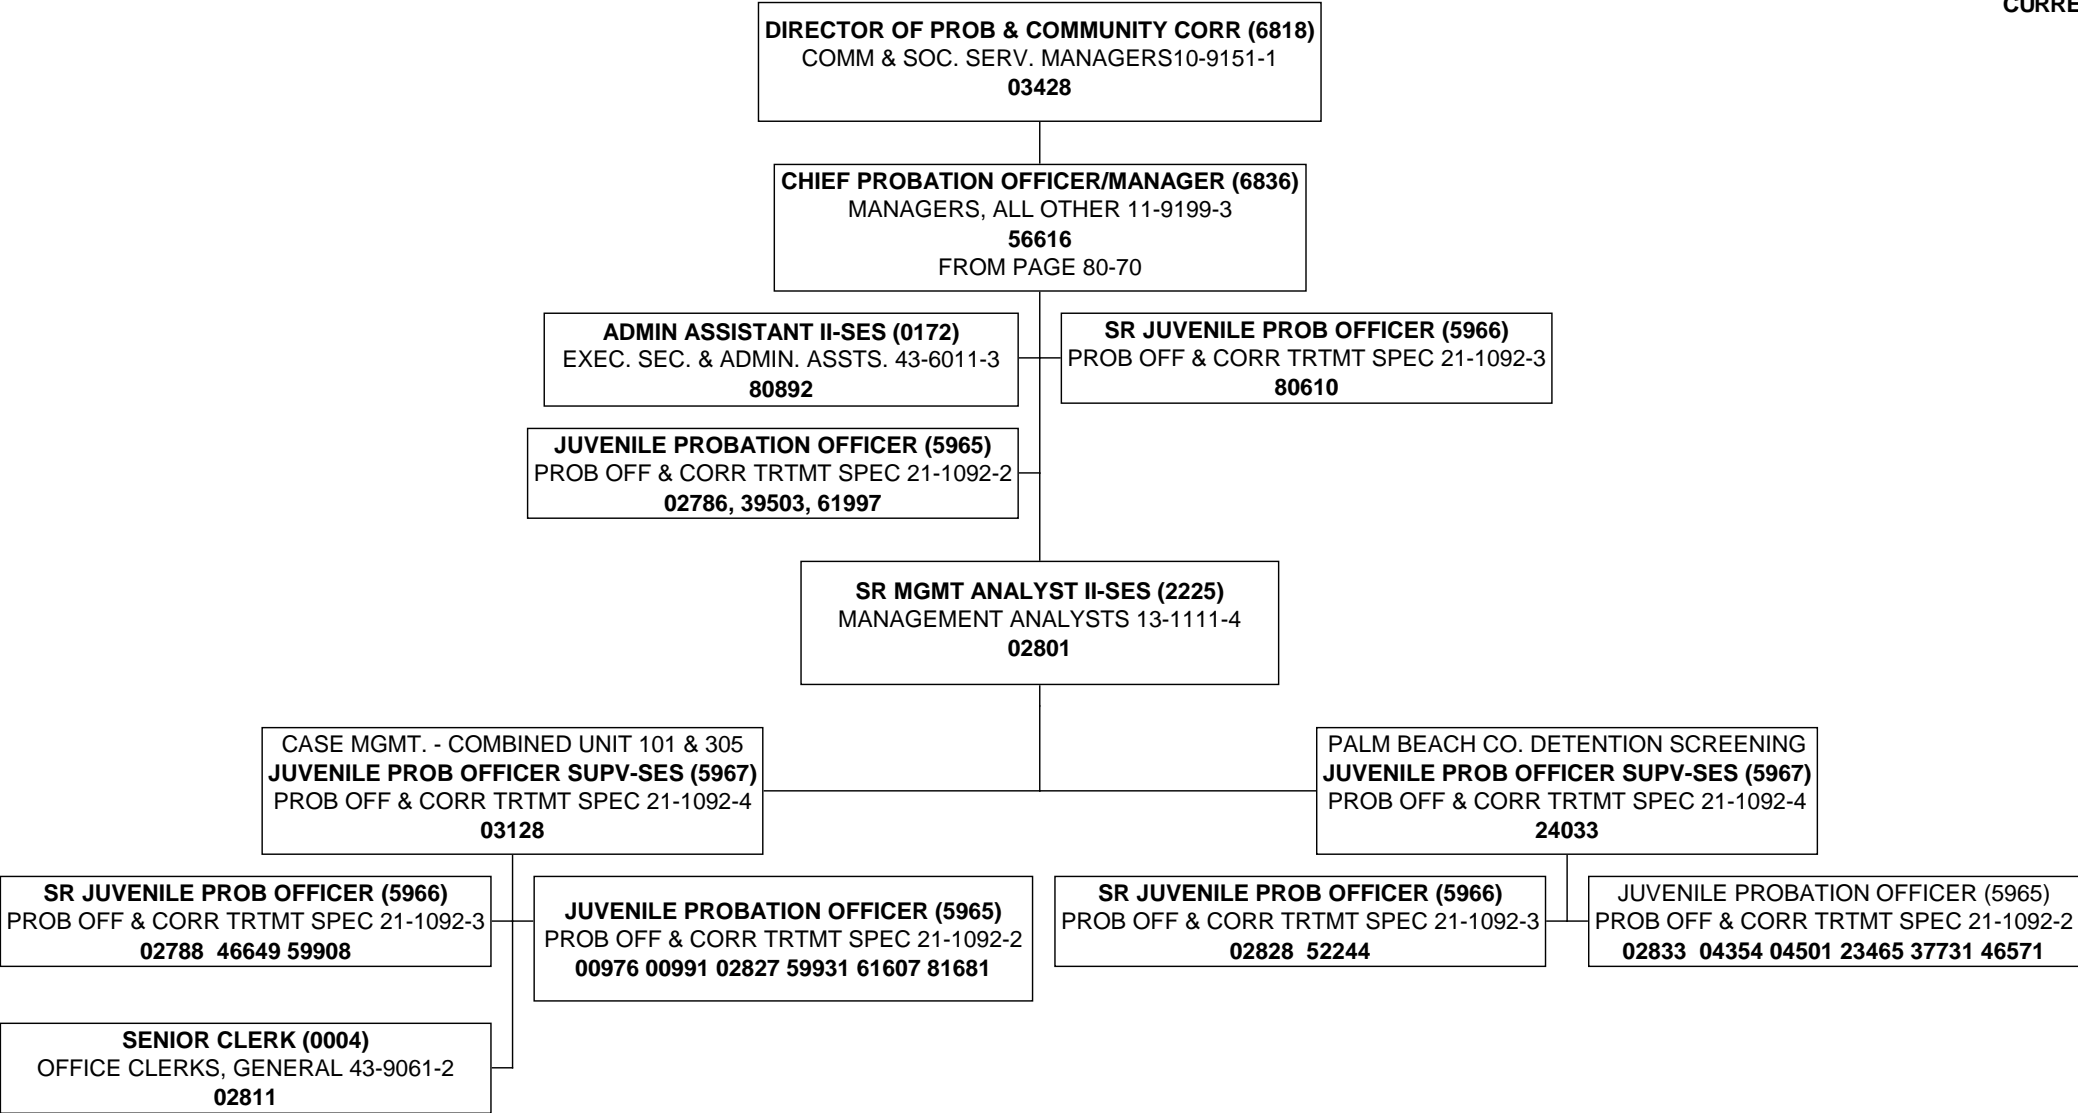 CURRE
DIRECTOR OF PROB & COMMUNITY CORR (6818)
COMM & SOC. SERV. MANAGERS10-9151-1
03428
CHIEF PROBATION OFFICER/MANAGER (6836)
MANAGERS, ALL OTHER 11-9199-3
56616
FROM PAGE 80-70
ADMIN ASSISTANT II-SES (0172)
EXEC. SEC. & ADMIN. ASSTS. 43-6011-3
80892
SR JUVENILE PROB OFFICER (5966)
PROB OFF & CORR TRTMT SPEC 21-1092-3
80610
JUVENILE PROBATION OFFICER (5965)
PROB OFF & CORR TRTMT SPEC 21-1092-2
02786, 39503, 61997
SR MGMT ANALYST II-SES (2225)
MANAGEMENT ANALYSTS 13-1111-4
02801
CASE MGMT. - COMBINED UNIT 101 & 305
JUVENILE PROB OFFICER SUPV-SES (5967)
PROB OFF & CORR TRTMT SPEC 21-1092-4
03128
PALM BEACH CO. DETENTION SCREENING
JUVENILE PROB OFFICER SUPV-SES (5967)
PROB OFF & CORR TRTMT SPEC 21-1092-4
24033
SR JUVENILE PROB OFFICER (5966)
PROB OFF & CORR TRTMT SPEC 21-1092-3
02788 46649 59908
JUVENILE PROBATION OFFICER (5965)
PROB OFF & CORR TRTMT SPEC 21-1092-2
00976 00991 02827 59931 61607 81681
SR JUVENILE PROB OFFICER (5966)
PROB OFF & CORR TRTMT SPEC 21-1092-3
02828 52244
JUVENILE PROBATION OFFICER (5965)
PROB OFF & CORR TRTMT SPEC 21-1092-2
02833 04354 04501 23465 37731 46571
SENIOR CLERK (0004)
OFFICE CLERKS, GENERAL 43-9061-2
02811